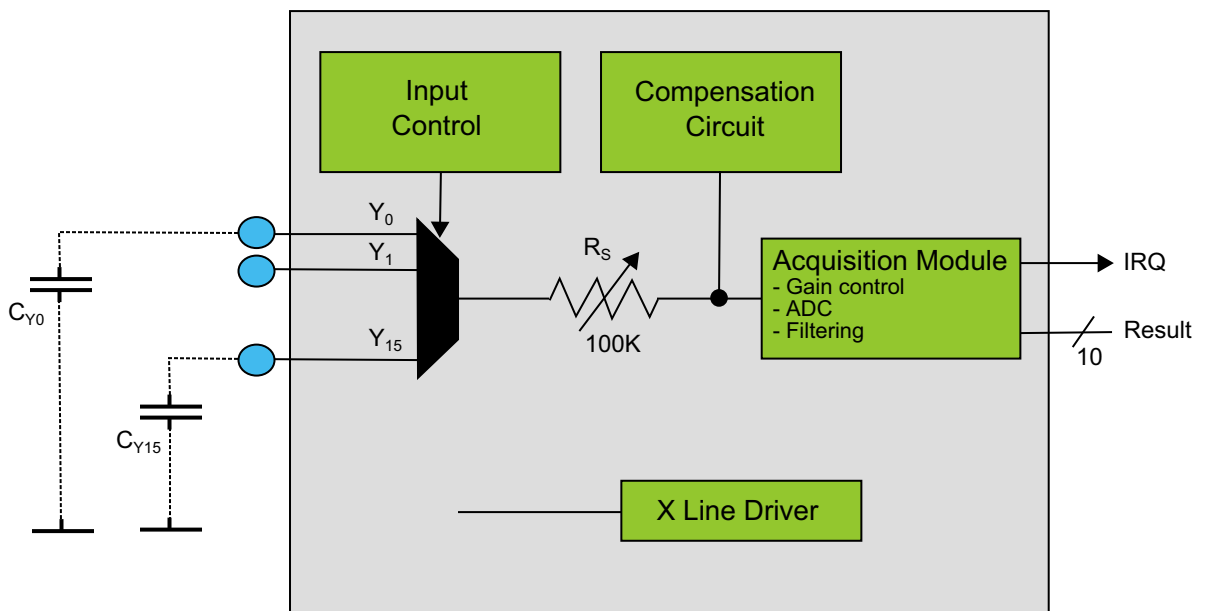 Input
Control
Compensation
Circuit
Y0
Y1
RS
Acquisition Module
- Gain control
- ADC
- Filtering
IRQ
CY0
Y15
100K
Result
10
CY15
X Line Driver